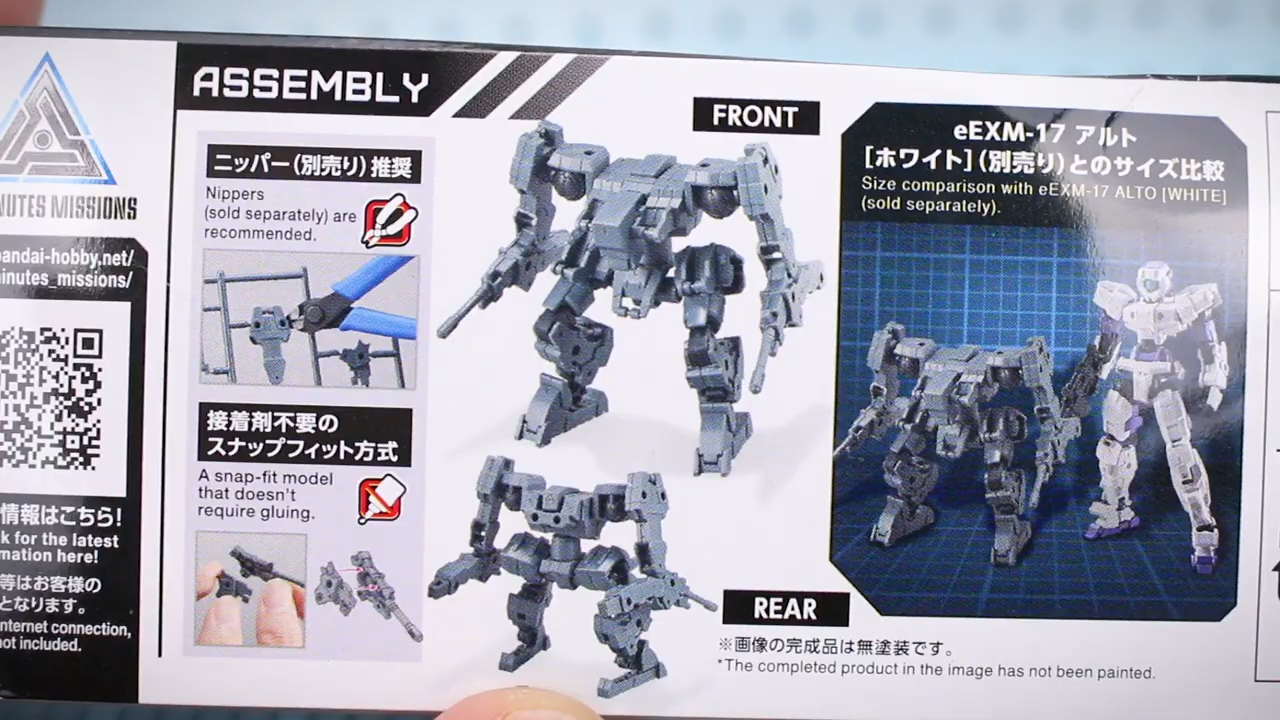 MINUTES MISSIONS
bandai-hobby.net/
minutes_missions/
情報はこちら!
k for the latest
mation here!
等はお客様の
となります。
nternet connection,
not included.
ASSEMBLY
ニッパー(別売り)推奨
Nippers
(sold separately) are
recommended.
接着剤不要の
スナップフィット方式
A snap-fit model
that doesn't
require gluing.
FRONT
REAR
※画像の完成品は無塗装です。
*The completed product in the image has not been painted.
eEXM-17 アルト
[ホワイト](別売り)とのサイズ比較
Size comparison with eEXM-17 ALTO [WHITE]
(sold separately).